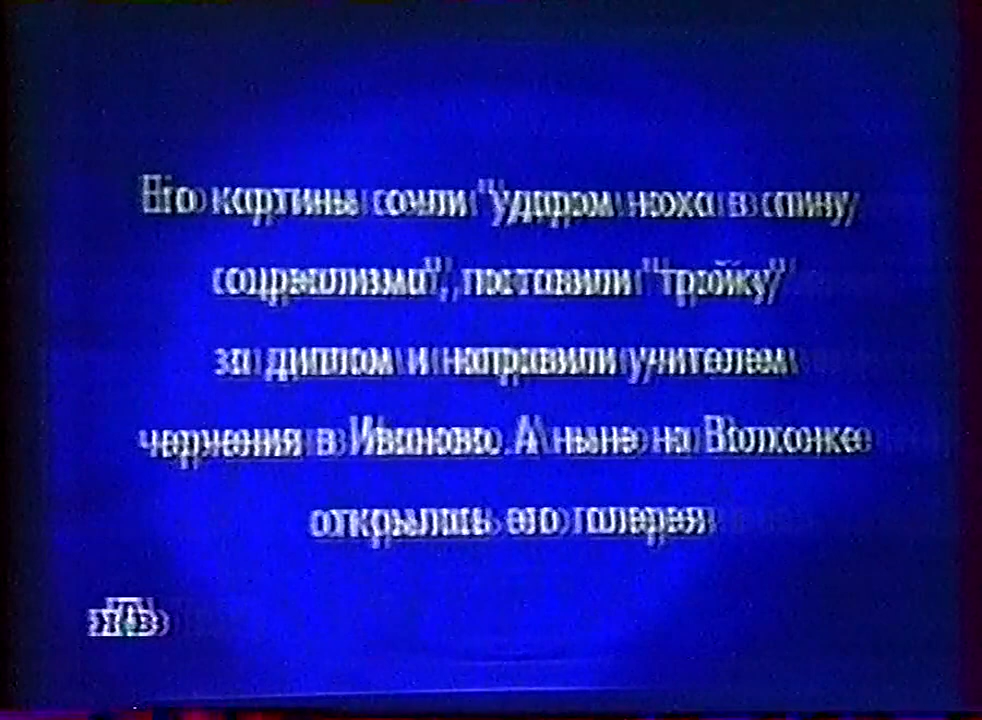 Его картины сочли "ударом ножа в спину
соцреализма", поставили "тройку"
за диплом и направили учителем
черчения в Иваново. А ныне на Волхонке
открылась его галерея
НТВ